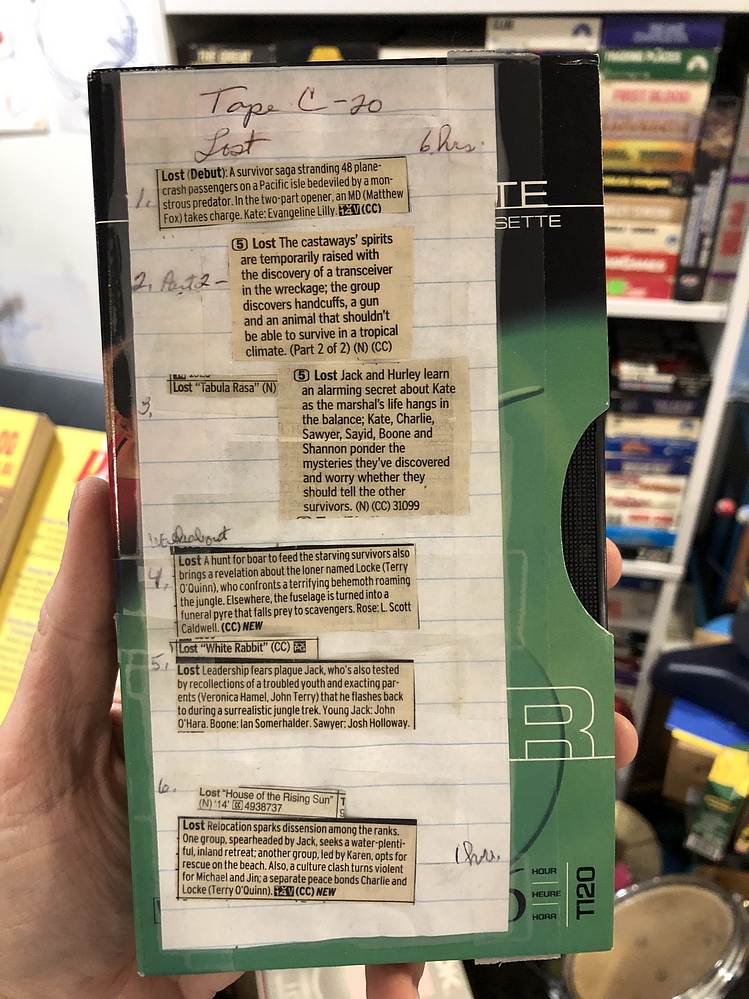 Tape C-20
Lost 6 hrs.
1. Lost (Debut): A survivor saga stranding 48 plane-
crash passengers on a Pacific isle bedeviled by a mon-
strous predator. In the two-part opener, an MD (Matthew
Fox) takes charge. Kate: Evangeline Lilly. (CC)
TE
SETTE
2. Part 2 -
5 Lost The castaways' spirits
are temporarily raised with
the discovery of a transceiver
in the wreckage; the group
discovers handcuffs, a gun
and an animal that shouldn't
be able to survive in a tropical
climate. (Part 2 of 2) (N) (CC)
3.
Lost "Tabula Rasa" (N)
5 Lost Jack and Hurley learn
an alarming secret about Kate
as the marshal's life hangs in
the balance; Kate, Charlie,
Sawyer, Sayid, Boone and
Shannon ponder the
mysteries they've discovered
and worry whether they
should tell the other
survivors. (N) (CC) 31099
Walkabout
4. Lost A hunt for boar to feed the starving survivors also
brings a revelation about the loner named Locke (Terry
O'Quinn), who confronts a terrifying behemoth roaming
the jungle. Elsewhere, the fuselage is turned into a
funeral pyre that falls prey to scavengers. Rose: L. Scott
Caldwell. (CC) NEW
Lost "White Rabbit" (CC) PG
5. Lost Leadership fears plague Jack, who's also tested
by recollections of a troubled youth and exacting par-
ents (Veronica Hamel, John Terry) that he flashes back
to during a surrealistic jungle trek. Young Jack: John
O'Hara. Boone: Ian Somerhalder. Sawyer: Josh Holloway.
R
6. Lost "House of the Rising Sun"
(N) '14' 4938737
Lost Relocation sparks dissension among the ranks.
One group, spearheaded by Jack, seeks a water-plenti-
ful, inland retreat; another group, led by Karen, opts for
rescue on the beach. Also, a culture clash turns violent
for Michael and Jin; a separate peace bonds Charlie and
Locke (Terry O'Quinn). (CC) NEW
1 hr.
6
HOUR
HEURE
HORA
T120
TRADING PLACES
FIRST BLOOD